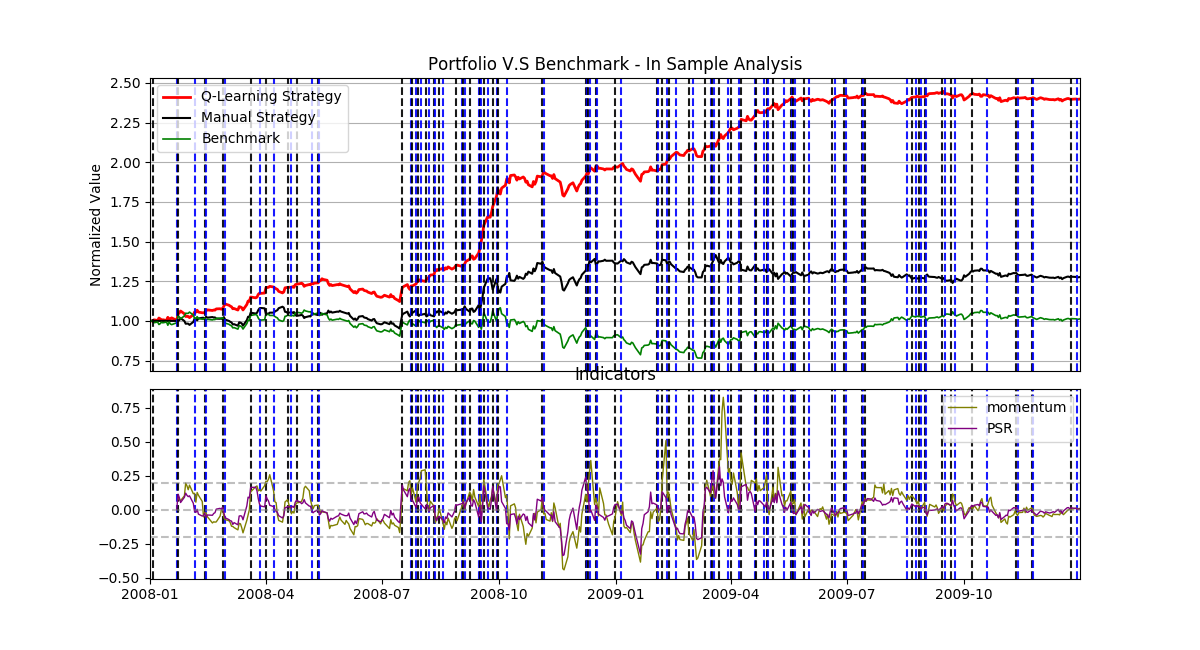 Portfolio V.S Benchmark - In Sample Analysis
2.50
2.25
2.00
1.75
1.50
1.25
1.00
0.75
Normalized Value
Q-Learning Strategy
Manual Strategy
Benchmark
Indicators
0.75
0.50
0.25
0.00
−0.25
−0.50
momentum
PSR
2008-01 2008-04 2008-07 2008-10 2009-01 2009-04 2009-07 2009-10